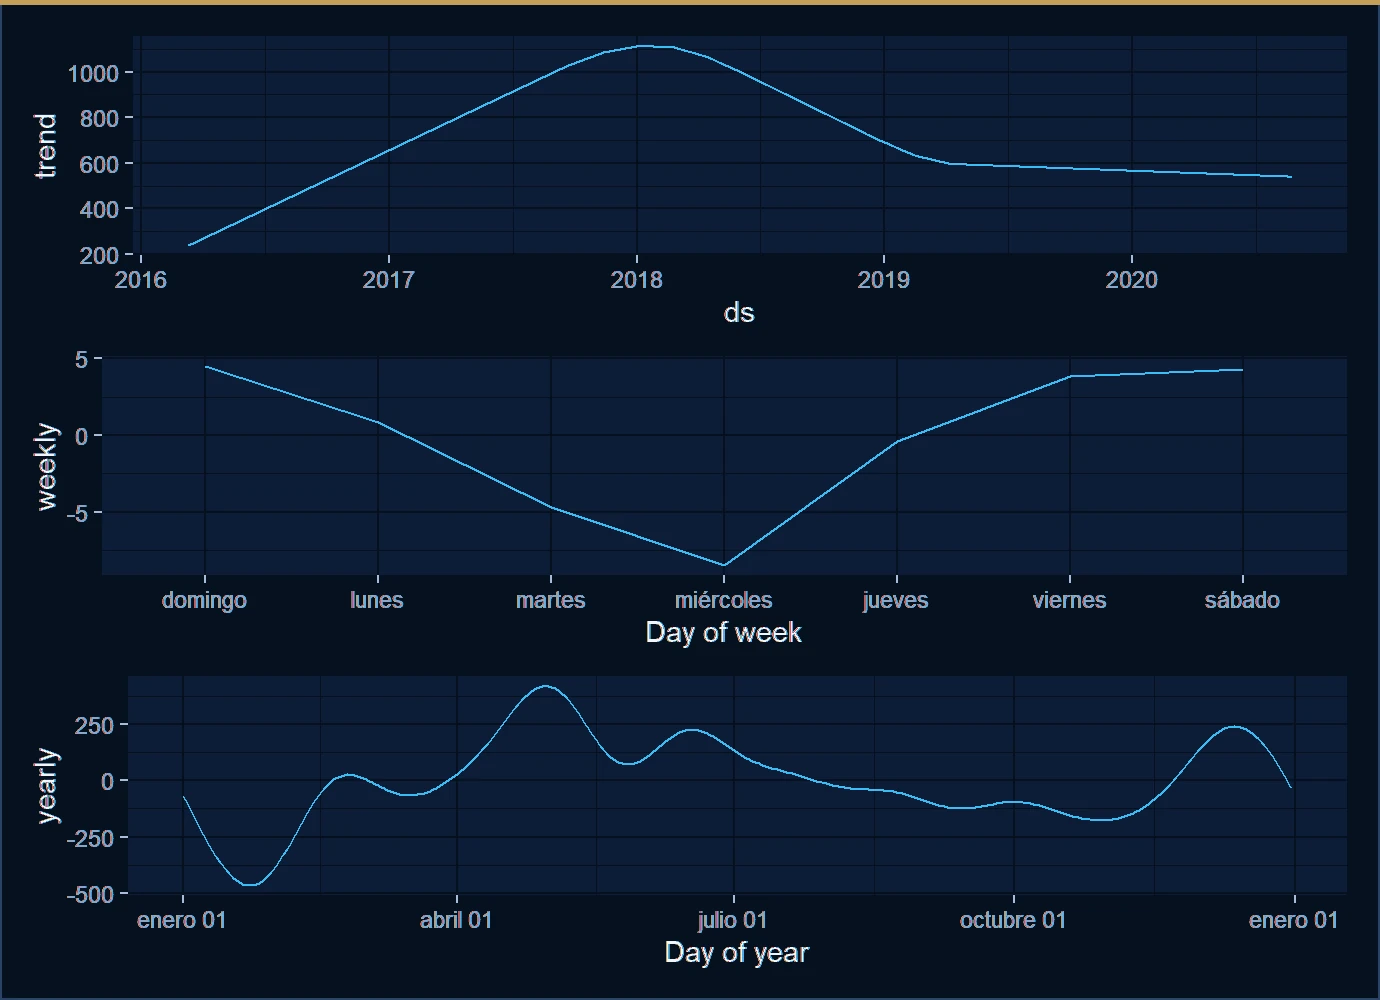 trend
1000
800
600
400
200
2016 2017 2018 2019 2020
ds
weekly
5
0
-5
domingo lunes martes miércoles jueves viernes sábado
Day of week
yearly
250
0
-250
-500
enero 01 abril 01 julio 01 octubre 01 enero 01
Day of year